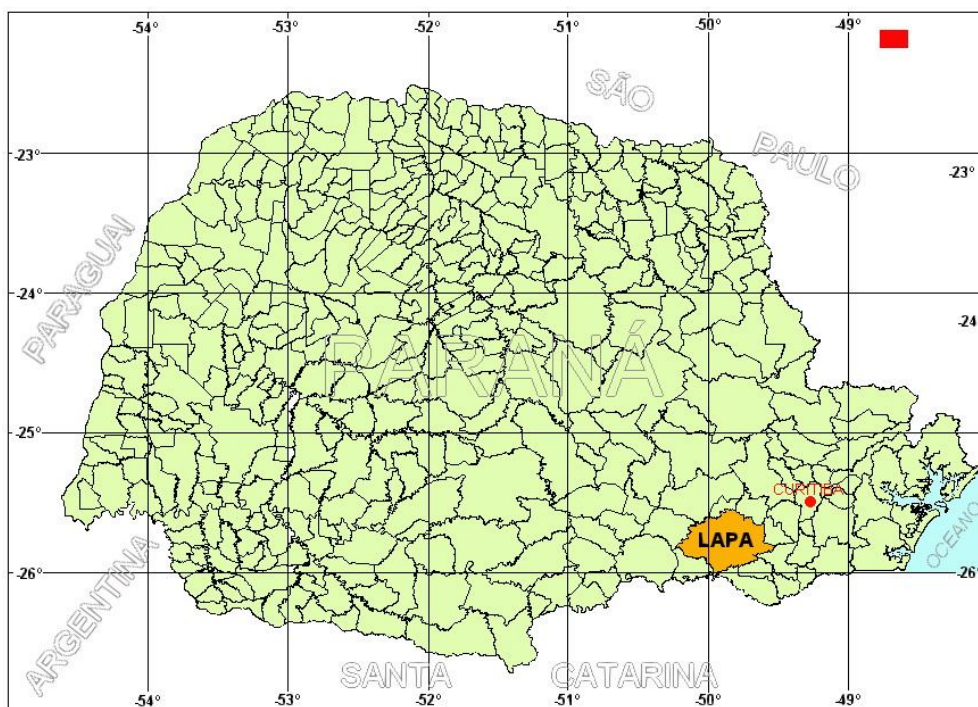 -54°
-53°
-52°
-51°
-50°
-49°
SÃO
PAULO
-23°
-23°
PARAGUAI
-24°
-24
PARANÁ
-25°
-25°
CURITIBA
LAPA
OCEANO
-26°
-26°
ARGENTINA
SANTA CATARINA
-54°
-53°
-52°
-51°
-50°
-49°